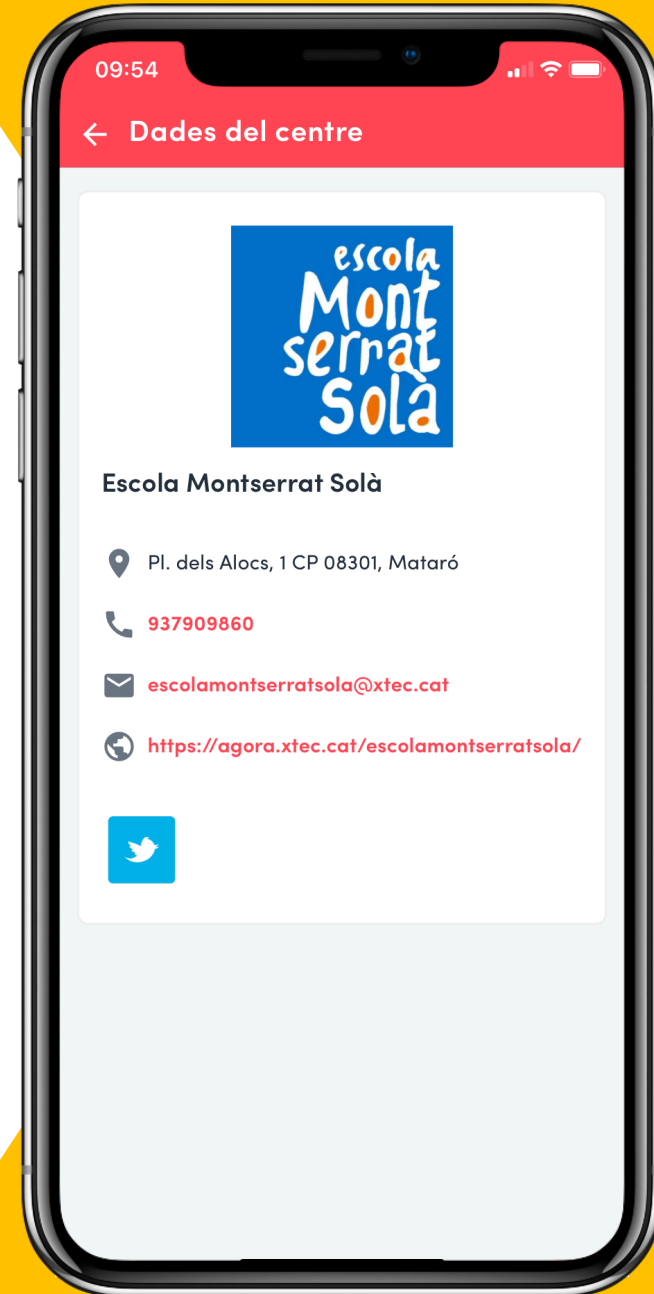 09:54
Dades del centre
escola
Mont
serrat
Solà
Escola Montserrat Solà
Pl. dels Alocs, 1 CP 08301, Mataró
937909860
escolamontserratsola@xtec.cat
https://agora.xtec.cat/escolamontserratsola/